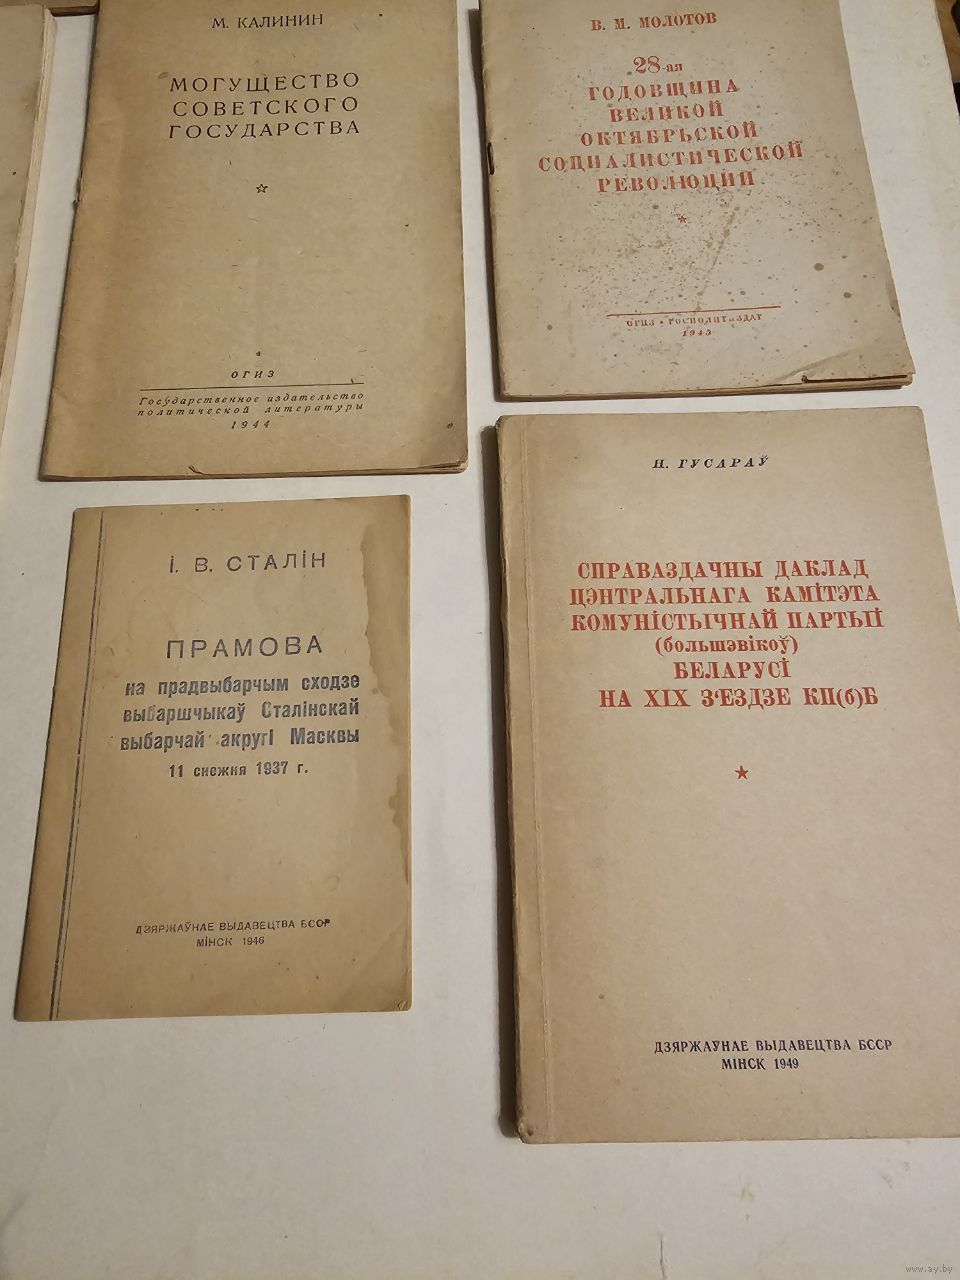 М. КАЛИНИН
МОГУЩЕСТВО
СОВЕТСКОГО
ГОСУДАРСТВА
ОГИЗ
Государственное издательство
политической литературы
1944
В. М. МОЛОТОВ
28-ая
ГОДОВЩИНА
ВЕЛИКОЙ
ОКТЯБРЬСКОЙ
СОЦИАЛИСТИЧЕСКОЙ
РЕВОЛЮЦИИ
ОГИЗ • ГОСПОЛИТИЗДАТ
1945
І. В. СТАЛІН
ПРАМОВА
на прадвыбарчым сходзе
выбаршчыкаў Сталінскай
выбарчай акругі Масквы
11 снежня 1937 г.
ДЗЯРЖАЎНАЕ ВЫДАВЕЦТВА БССР
МІНСК 1946
Н. ГУСАРАЎ
СПРАВАЗДАЧНЫ ДАКЛАД
ЦЭНТРАЛЬНАГА КАМІТЭТА
КОМУНІСТЫЧНАЙ ПАРТЫІ
(большэвікоў)
БЕЛАРУСІ
НА XIX З'ЕЗДЗЕ КП(б)Б
ДЗЯРЖАЎНАЕ ВЫДАВЕЦТВА БССР
МІНСК 1949
www.ay.by